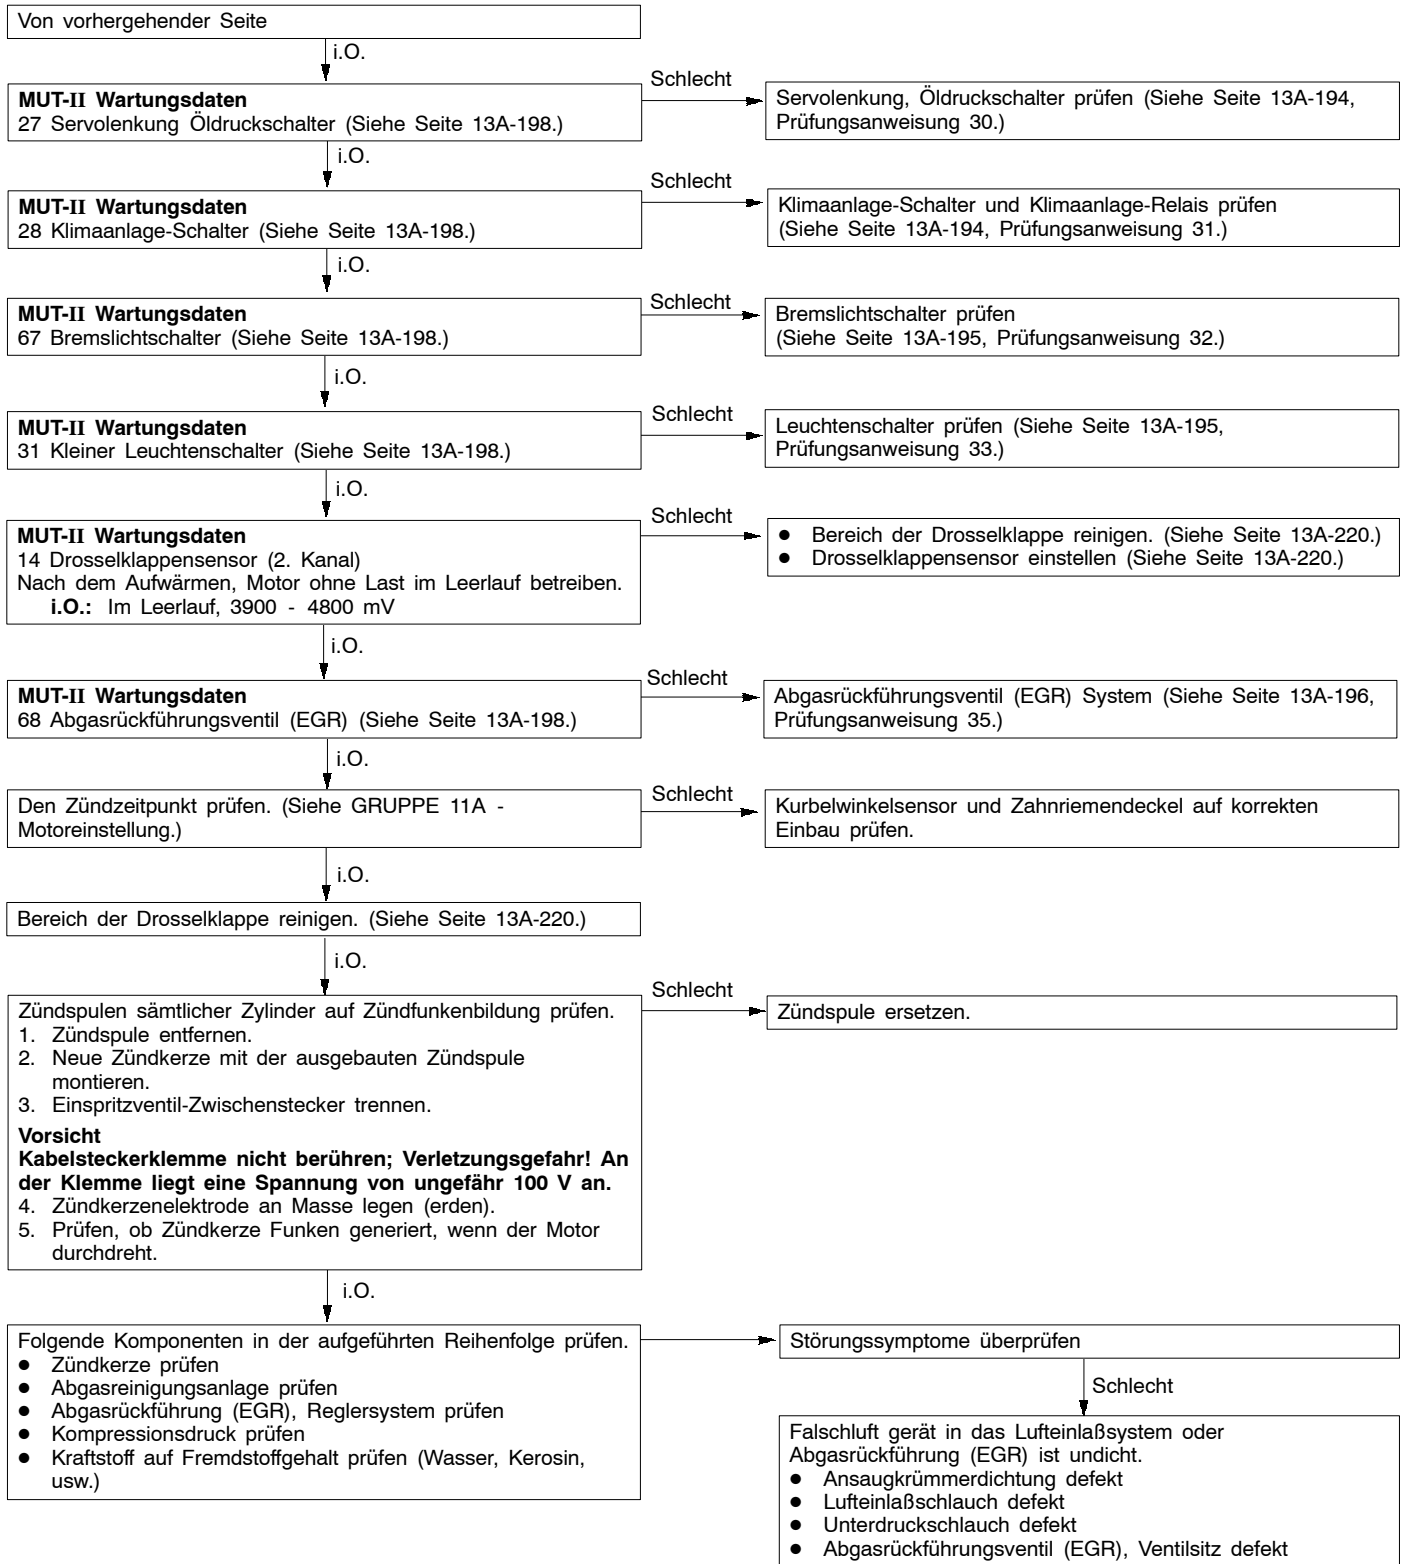 Von vorhergehender Seite
i.O.
MUT-II Wartungsdaten
27 Servolenkung Öldruckschalter (Siehe Seite 13A-198.)
Schlecht
Servolenkung, Öldruckschalter prüfen (Siehe Seite 13A-194,
Prüfungsanweisung 30.)
i.O.
MUT-II Wartungsdaten
28 Klimaanlage-Schalter (Siehe Seite 13A-198.)
Schlecht
Klimaanlage-Schalter und Klimaanlage-Relais prüfen
(Siehe Seite 13A-194, Prüfungsanweisung 31.)
i.O.
MUT-II Wartungsdaten
67 Bremslichtschalter (Siehe Seite 13A-198.)
Schlecht
Bremslichtschalter prüfen
(Siehe Seite 13A-195, Prüfungsanweisung 32.)
i.O.
MUT-II Wartungsdaten
31 Kleiner Leuchtenschalter (Siehe Seite 13A-198.)
Schlecht
Leuchtenschalter prüfen (Siehe Seite 13A-195,
Prüfungsanweisung 33.)
i.O.
MUT-II Wartungsdaten
14 Drosselklappensensor (2. Kanal)
Nach dem Aufwärmen, Motor ohne Last im Leerlauf betreiben.
i.O.: Im Leerlauf, 3900 - 4800 mV
Schlecht
● Bereich der Drosselklappe reinigen. (Siehe Seite 13A-220.)
● Drosselklappensensor einstellen (Siehe Seite 13A-220.)
i.O.
MUT-II Wartungsdaten
68 Abgasrückführungsventil (EGR) (Siehe Seite 13A-198.)
Schlecht
Abgasrückführungsventil (EGR) System (Siehe Seite 13A-196,
Prüfungsanweisung 35.)
i.O.
Den Zündzeitpunkt prüfen. (Siehe GRUPPE 11A -
Motoreinstellung.)
Schlecht
Kurbelwinkelsensor und Zahnriemendeckel auf korrekten
Einbau prüfen.
i.O.
Bereich der Drosselklappe reinigen. (Siehe Seite 13A-220.)
i.O.
Zündspulen sämtlicher Zylinder auf Zündfunkenbildung prüfen.
1. Zündspule entfernen.
2. Neue Zündkerze mit der ausgebauten Zündspule
montieren.
3. Einspritzventil-Zwischenstecker trennen.
Vorsicht
Kabelsteckerklemme nicht berühren; Verletzungsgefahr! An
der Klemme liegt eine Spannung von ungefähr 100 V an.
4. Zündkerzenelektrode an Masse legen (erden).
5. Prüfen, ob Zündkerze Funken generiert, wenn der Motor
durchdreht.
Schlecht
Zündspule ersetzen.
i.O.
Folgende Komponenten in der aufgeführten Reihenfolge prüfen.
● Zündkerze prüfen
● Abgasreinigungsanlage prüfen
● Abgasrückführung (EGR), Reglersystem prüfen
● Kompressionsdruck prüfen
● Kraftstoff auf Fremdstoffgehalt prüfen (Wasser, Kerosin,
usw.)
Störungssymptome überprüfen
Schlecht
Falschluft gerät in das Lufteinlaßsystem oder
Abgasrückführung (EGR) ist undicht.
● Ansaugkrümmerdichtung defekt
● Lufteinlaßschlauch defekt
● Unterdruckschlauch defekt
● Abgasrückführungsventil (EGR), Ventilsitz defekt